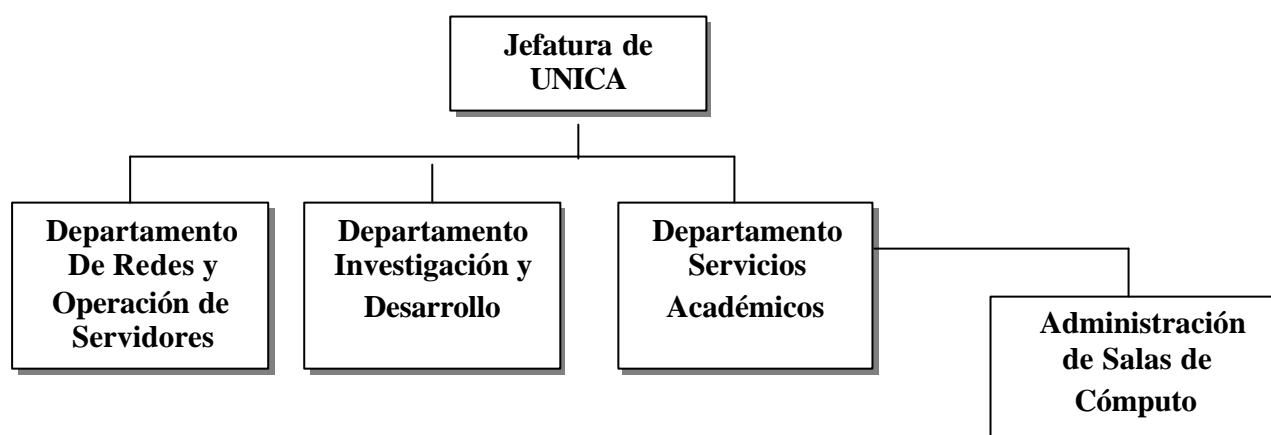 Jefatura de
UNICA
Departamento
De Redes y
Operación de
Servidores
Departamento
Investigación y
Desarrollo
Departamento
Servicios
Académicos
Administración
de Salas de
Cómputo